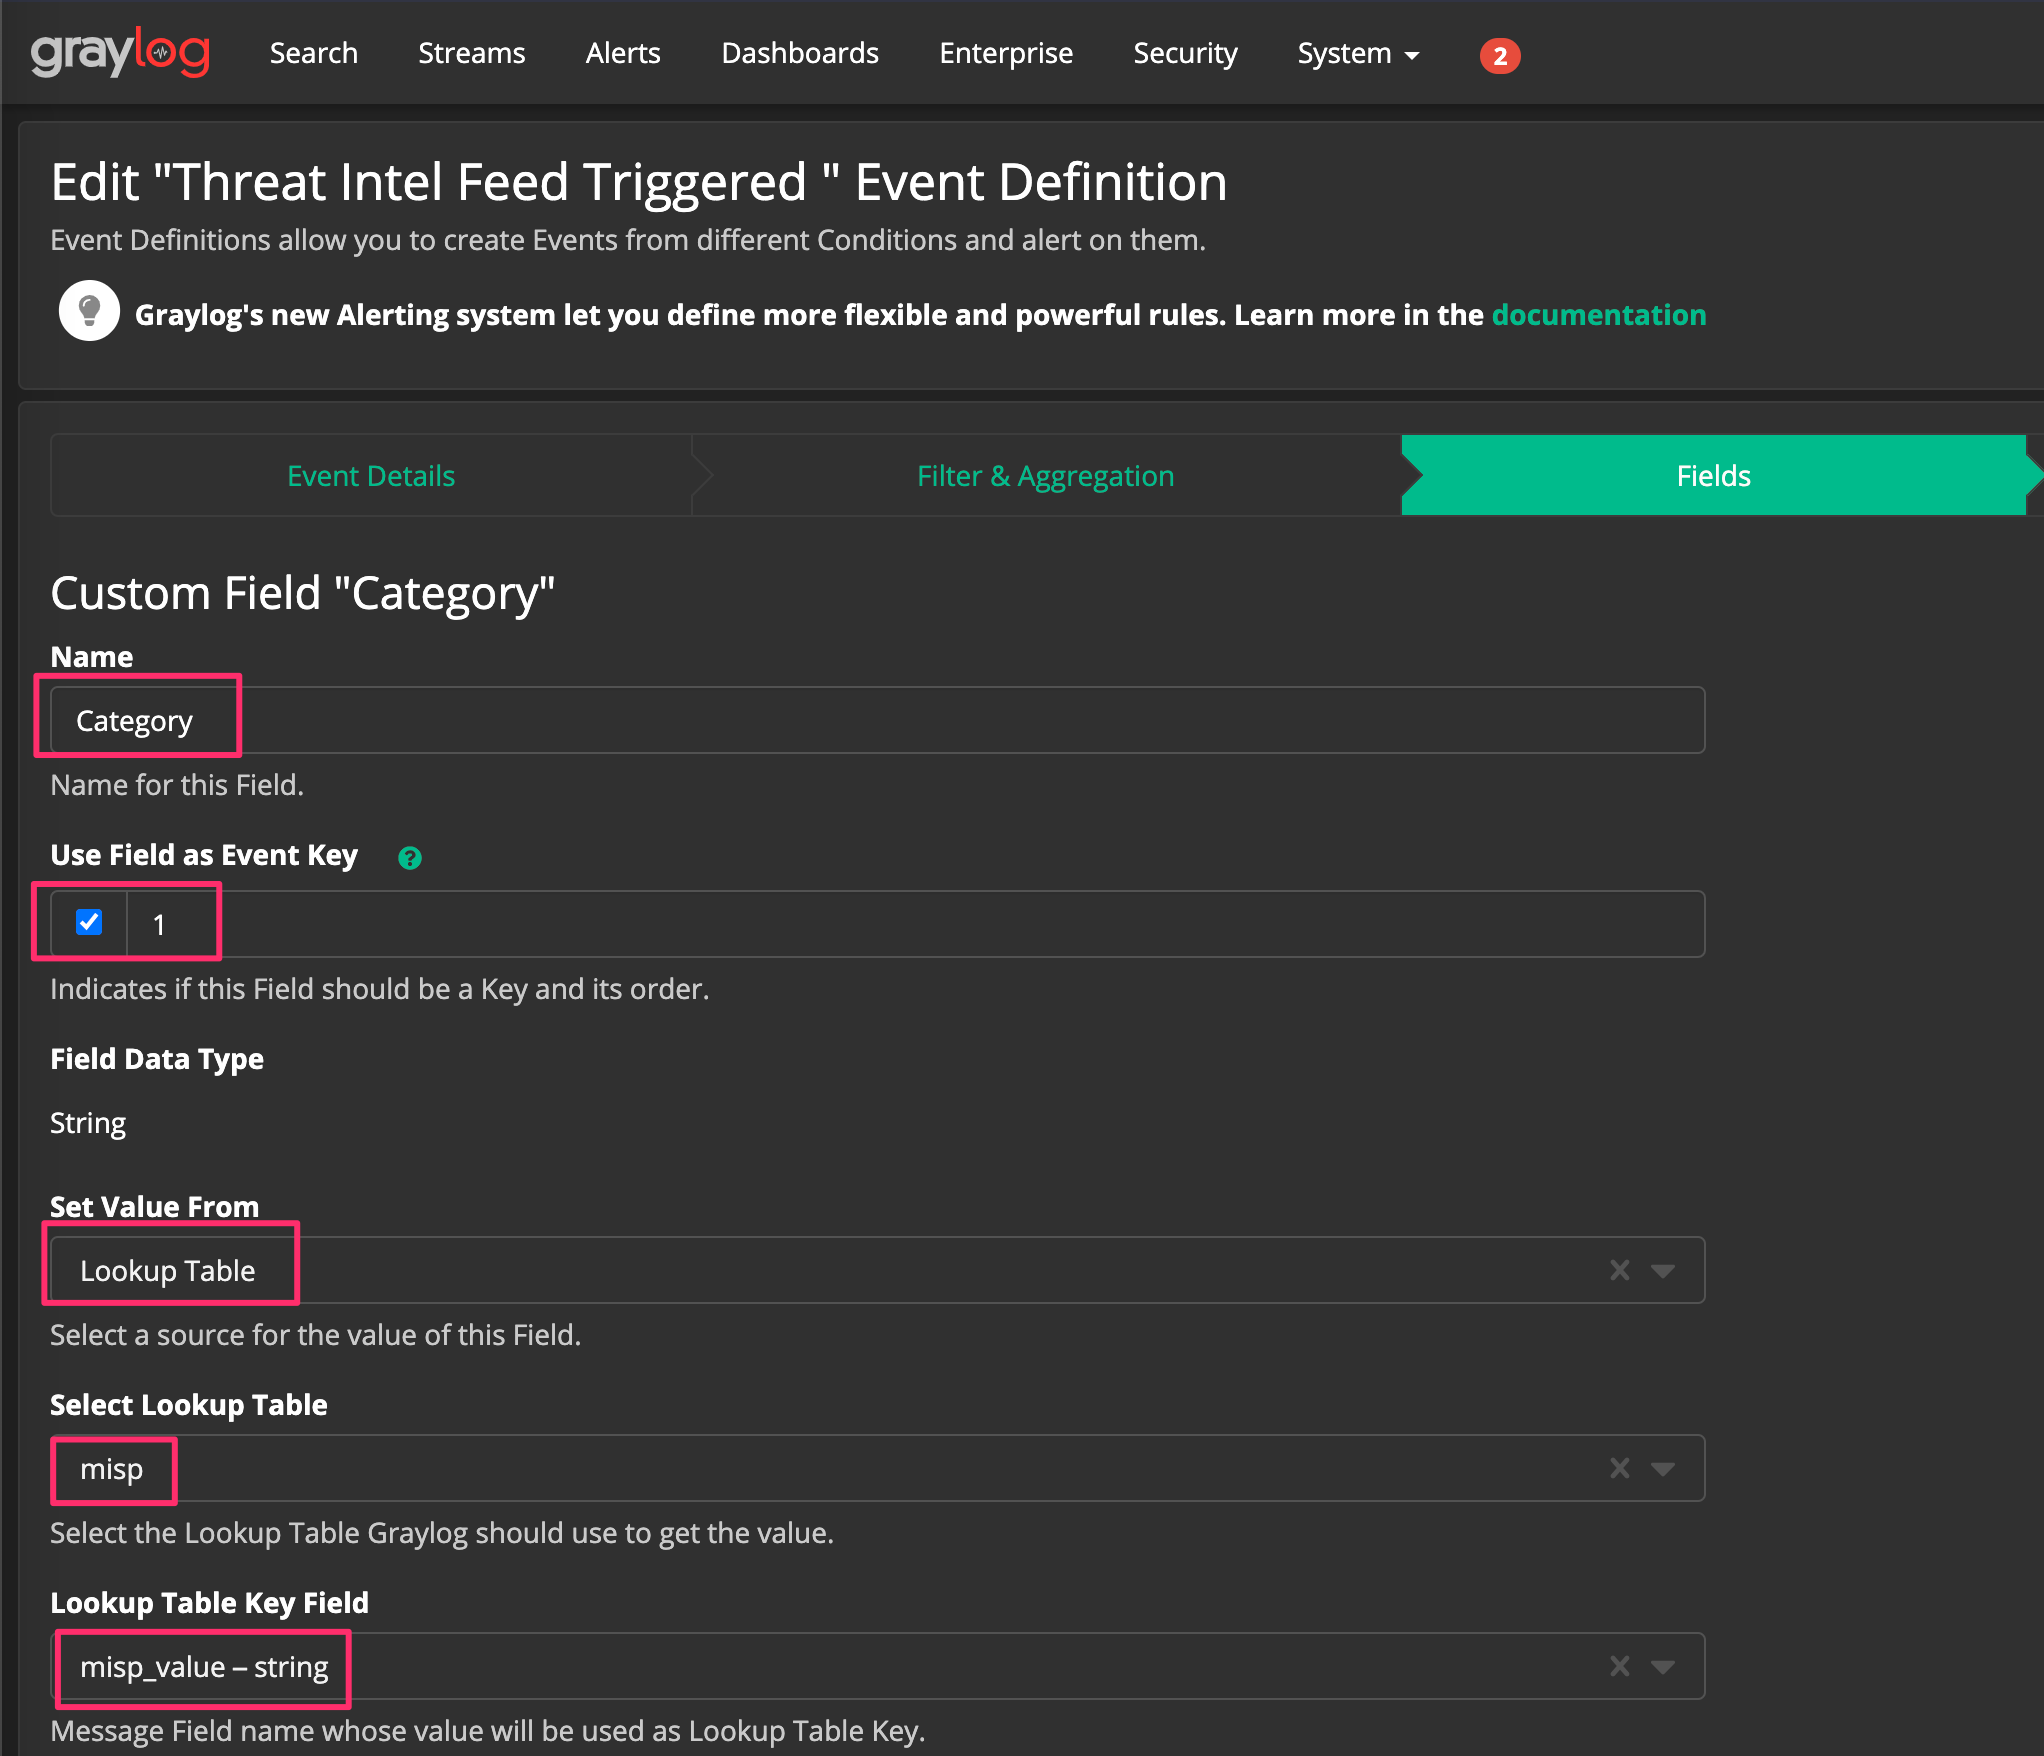 graylog Search Streams Alerts Dashboards Enterprise Security System 2
Edit "Threat Intel Feed Triggered " Event Definition
Event Definitions allow you to create Events from different Conditions and alert on them.
Graylog's new Alerting system let you define more flexible and powerful rules. Learn more in the documentation
Event Details Filter & Aggregation Fields
Custom Field "Category"
Name
Category
Name for this Field.
Use Field as Event Key ?
1
Indicates if this Field should be a Key and its order.
Field Data Type
String
Set Value From
Lookup Table
Select a source for the value of this Field.
Select Lookup Table
misp
Select the Lookup Table Graylog should use to get the value.
Lookup Table Key Field
misp_value – string
Message Field name whose value will be used as Lookup Table Key.